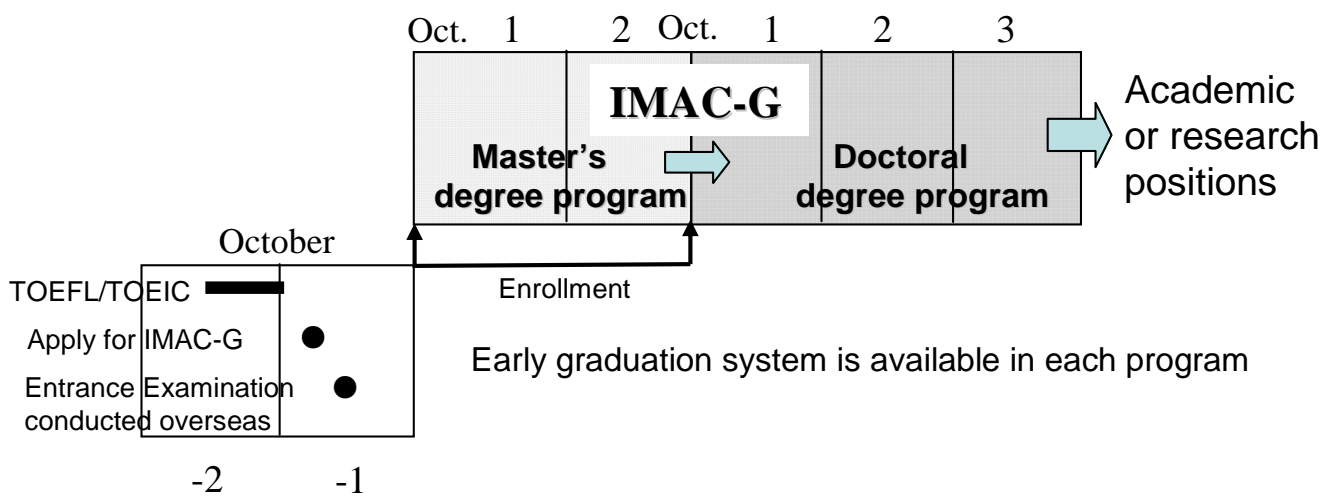 Oct. 1 2 Oct. 1 2 3
IMAC-G
Master's
degree program
Doctoral
degree program
Academic
or research
positions
October
TOEFL/TOEIC
Apply for IMAC-G
Entrance Examination
conducted overseas
Enrollment
Early graduation system is available in each program
-2 -1